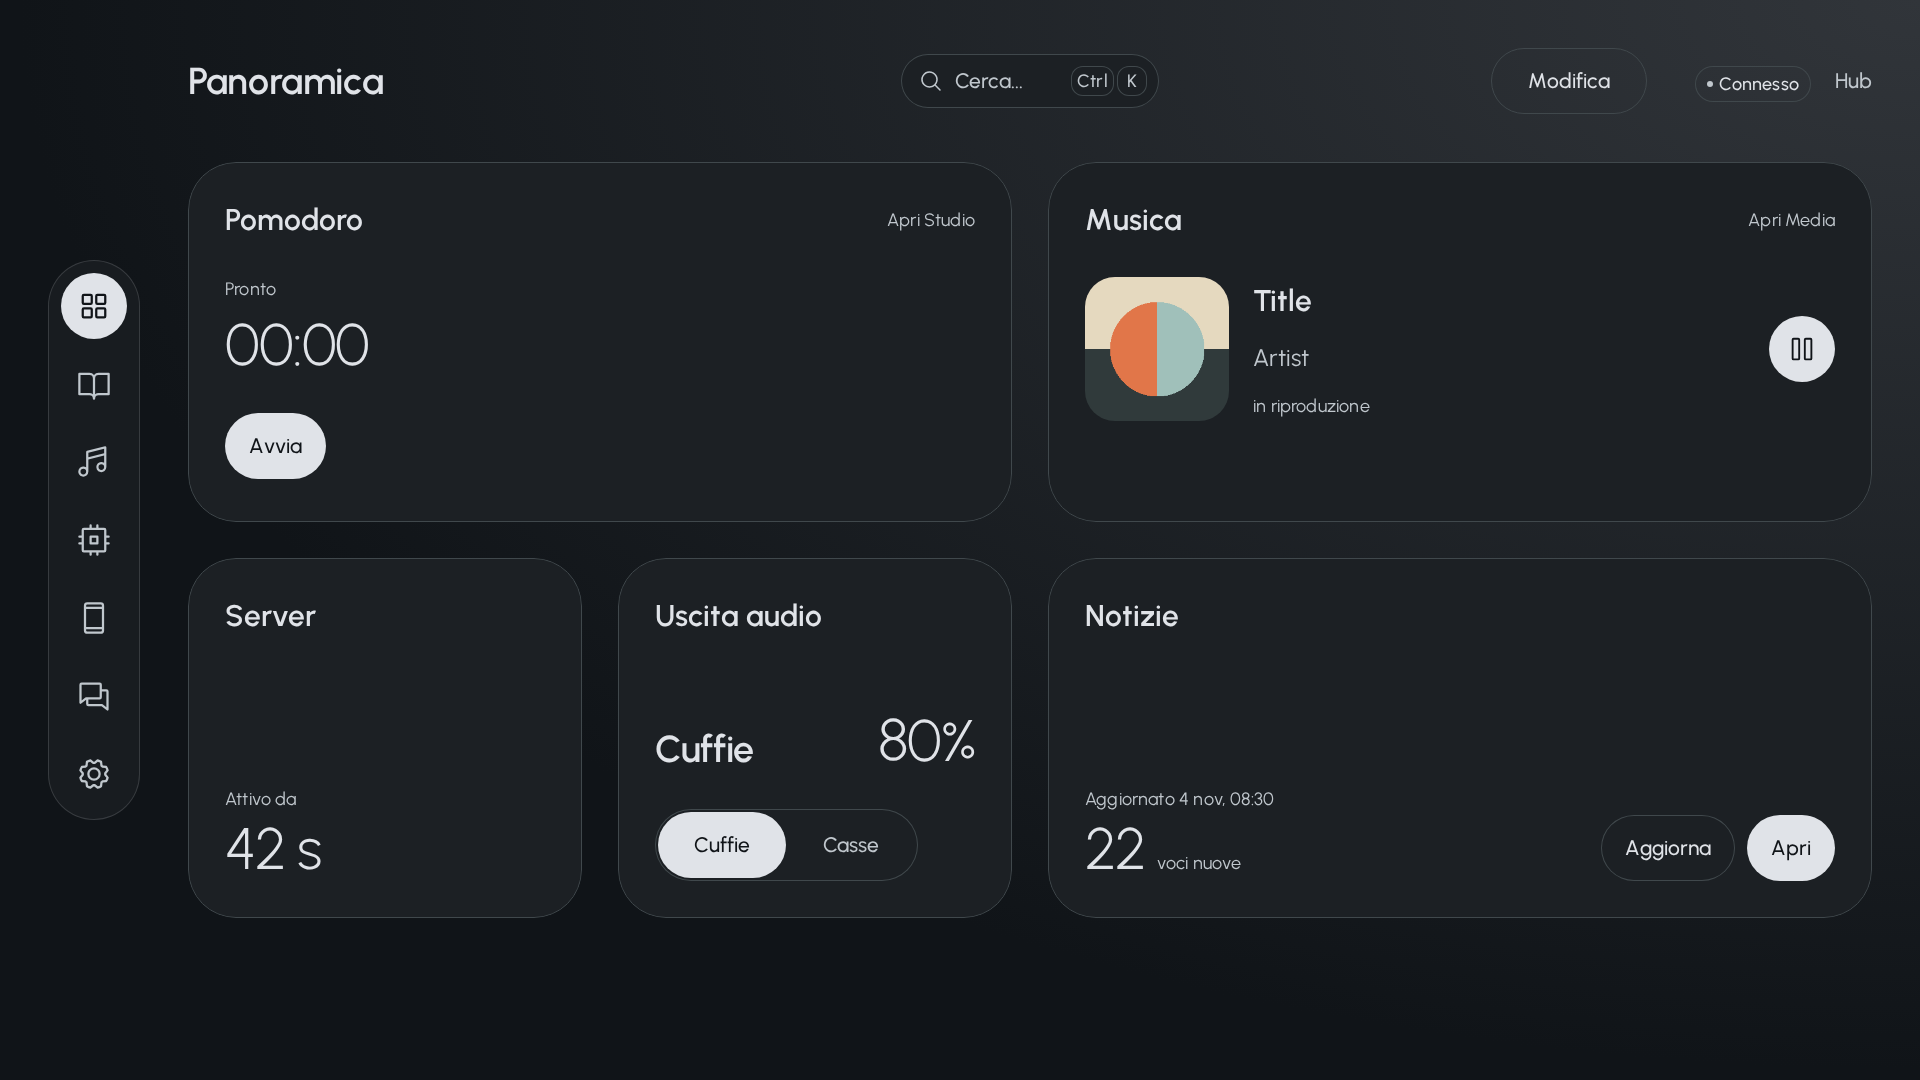 Panoramica
Cerca... Ctrl K
Modifica
• Connesso
Hub
Pomodoro
Apri Studio
Pronto
00:00
Avvia
Musica
Apri Media
Title
Artist
in riproduzione
Server
Attivo da
42 s
Uscita audio
Cuffie
80%
Cuffie
Casse
Notizie
Aggiornato 4 nov, 08:30
22 voci nuove
Aggiorna
Apri